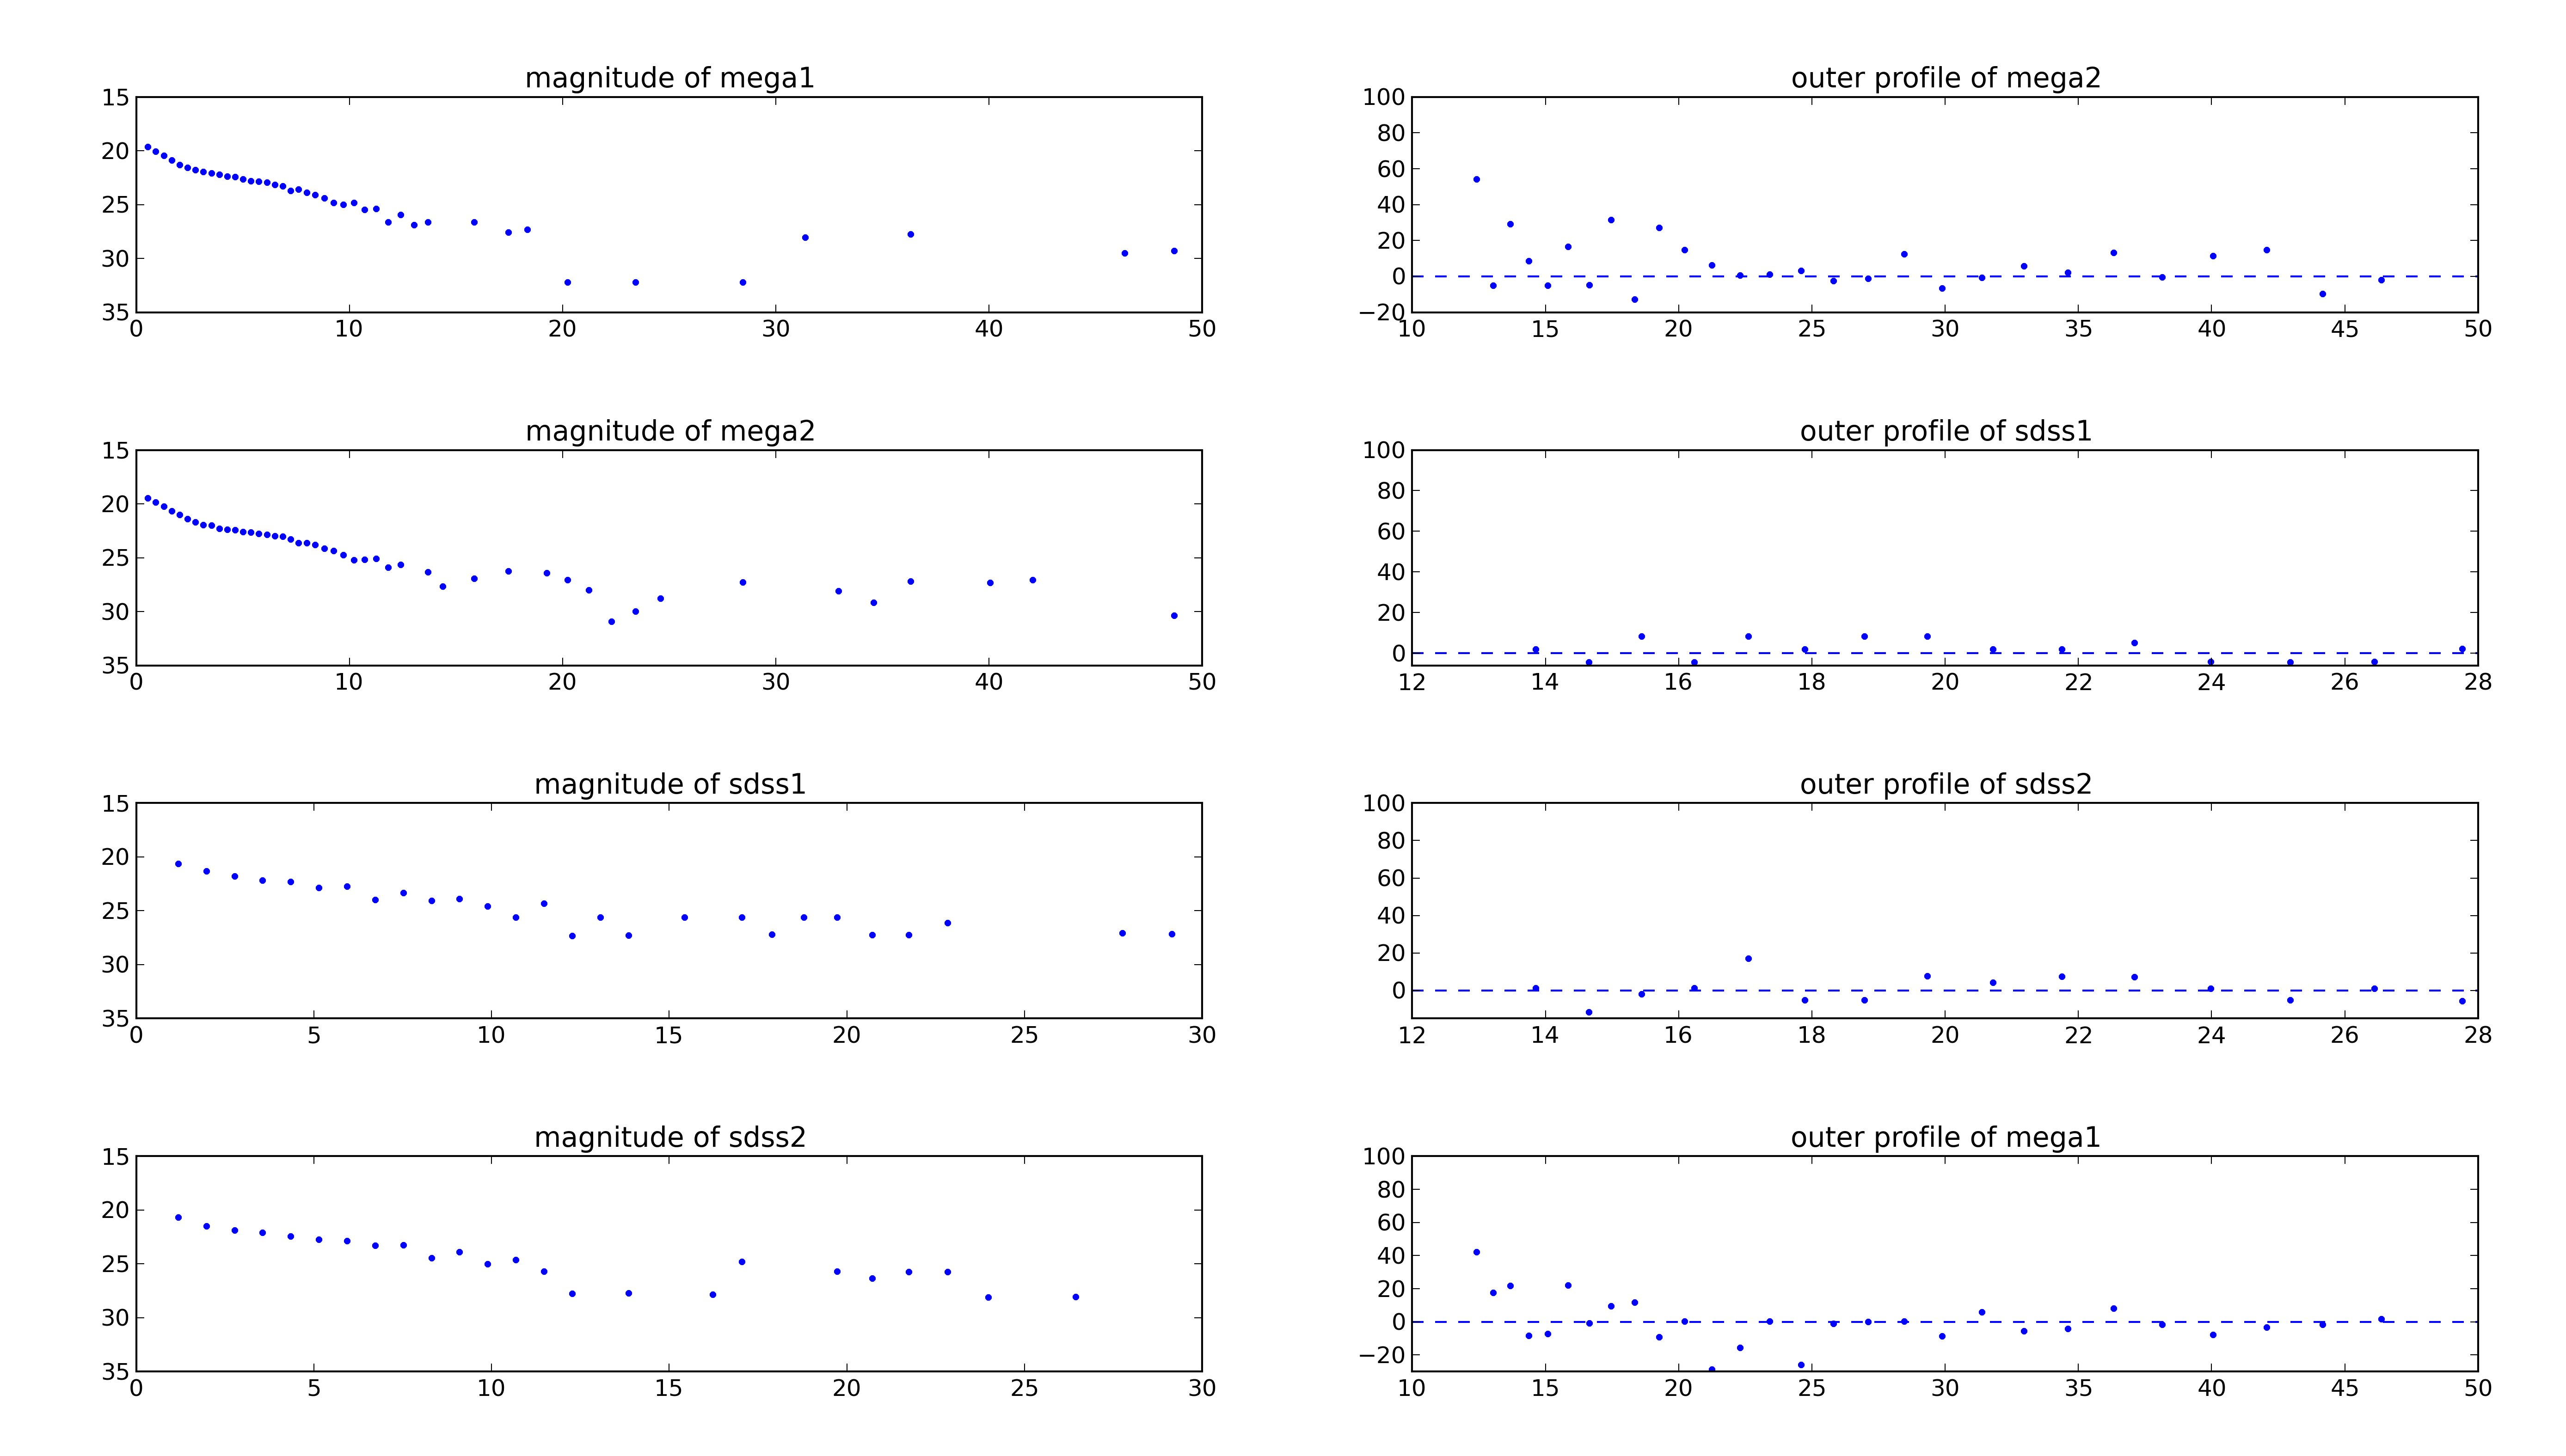 magnitude of mega1
15
20
25
30
35
0 10 20 30 40 50
outer profile of mega2
100
80
60
40
20
0
−20
10 15 20 25 30 35 40 45 50
magnitude of mega2
15
20
25
30
35
0 10 20 30 40 50
outer profile of sdss1
100
80
60
40
20
0
12 14 16 18 20 22 24 26 28
magnitude of sdss1
15
20
25
30
35
0 5 10 15 20 25 30
outer profile of sdss2
100
80
60
40
20
0
12 14 16 18 20 22 24 26 28
magnitude of sdss2
15
20
25
30
35
0 5 10 15 20 25 30
outer profile of mega1
100
80
60
40
20
0
−20
10 15 20 25 30 35 40 45 50